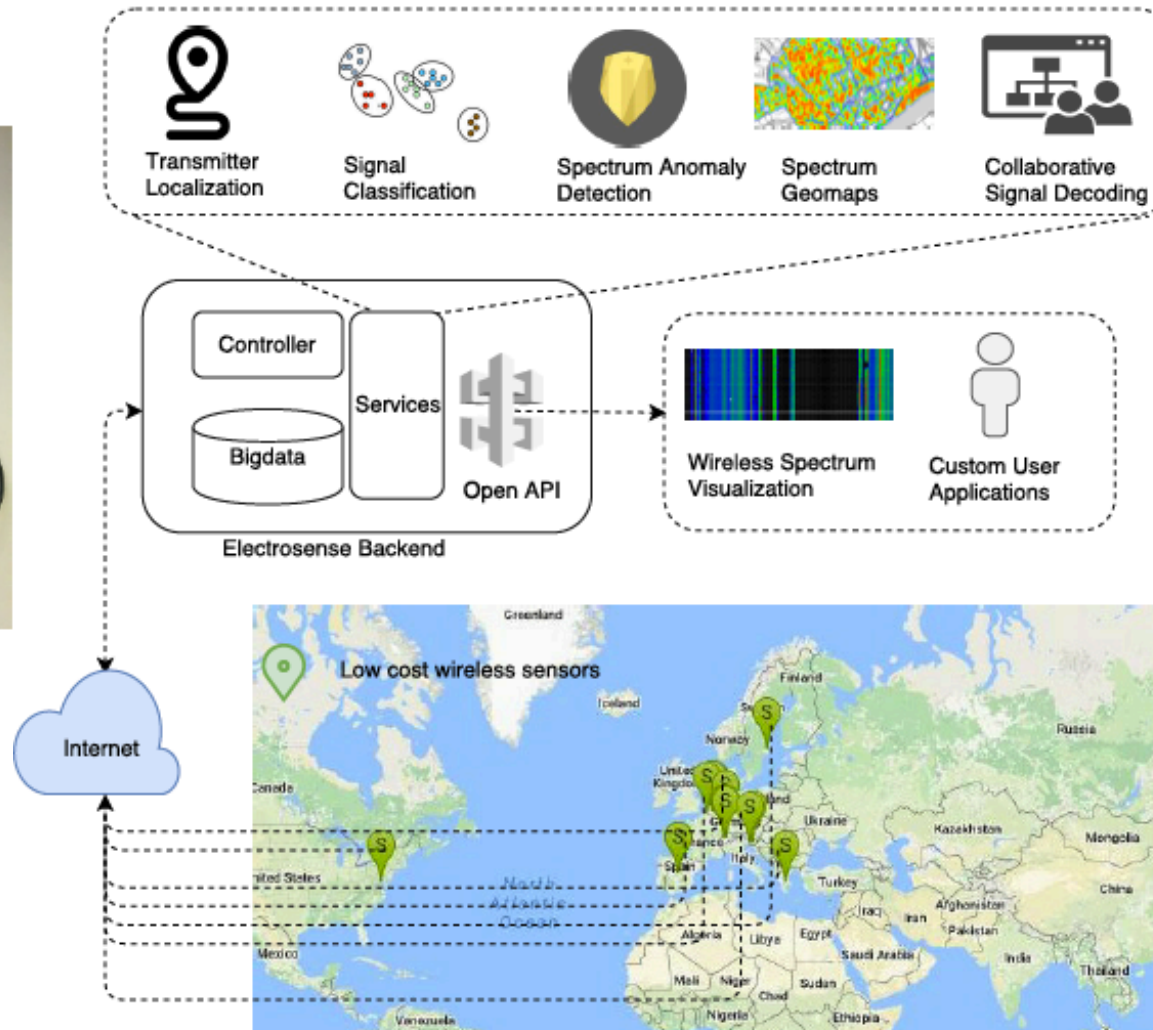 Transmitter
Localization
Signal
Classification
Spectrum Anomaly
Detection
Spectrum
Geomaps
Collaborative
Signal Decoding
Controller
Services
Bigdata
Open API
Electrosense Backend
Wireless Spectrum
Visualization
Custom User
Applications
Internet
Low cost wireless sensors
Greenland
Iceland
Finland
Norway
Russia
United
Kingdom
S
S
S
S
S
S
S
Canada
Ukraine
Kazakhstan
Mongolia
Italy
Spain
Turkey
China
North
Atlantic
Ocean
Afghanistan
Iraq
Iran
Pakistan
Algeria
Libya
Egypt
Saudi Arabia
India
Mexico
Mali
Niger
Chad
Sudan
Thailand
Nigeria
Ethiopia
Venezuela